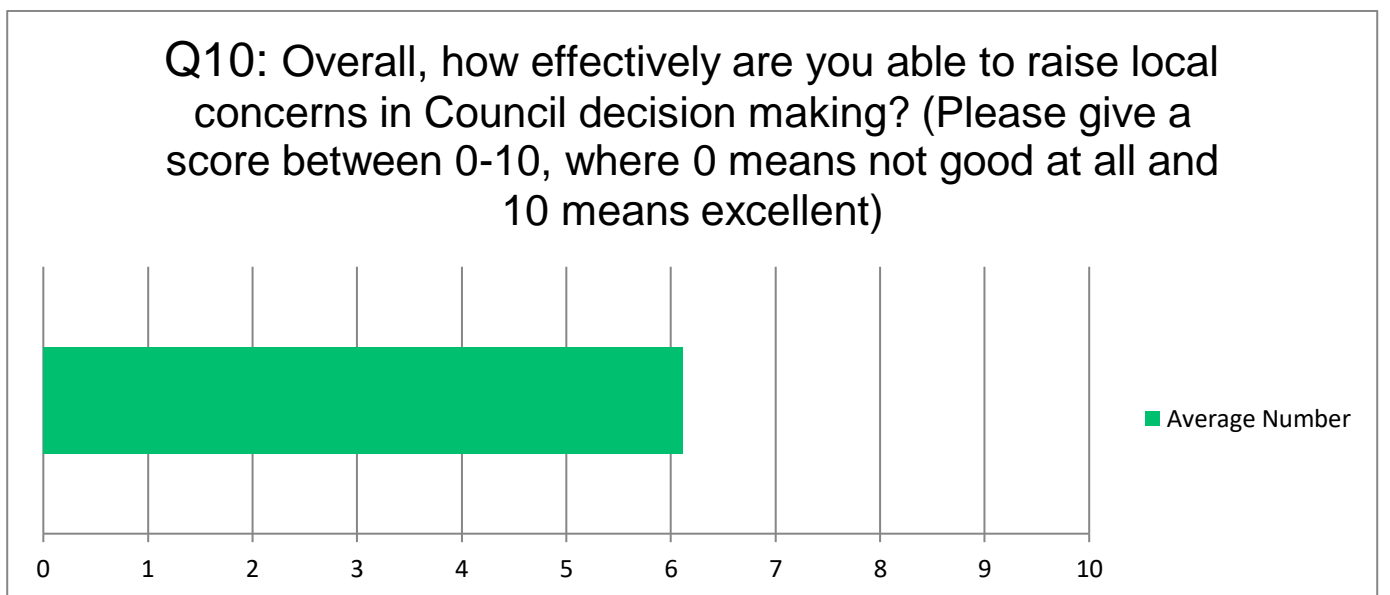 Q10: Overall, how effectively are you able to raise local
concerns in Council decision making? (Please give a
score between 0-10, where 0 means not good at all and
10 means excellent)
Average Number
0 1 2 3 4 5 6 7 8 9 10